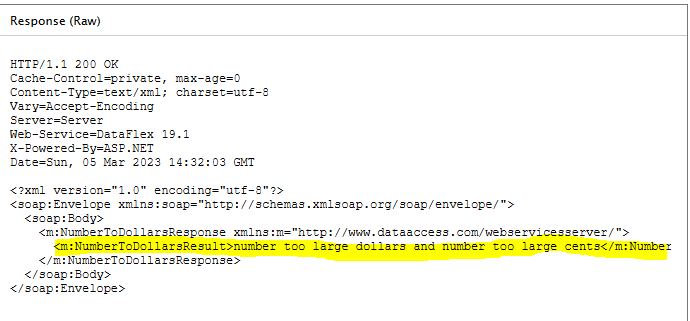 Response (Raw)
HTTP/1.1 200 OK
Cache-Control=private, max-age=0
Content-Type=text/xml; charset=utf-8
Vary=Accept-Encoding
Server=Server
Web-Service=DataFlex 19.1
X-Powered-By=ASP.NET
Date=Sun, 05 Mar 2023 14:32:03 GMT
<?xml version="1.0" encoding="utf-8"?>
<soap:Envelope xmlns:soap="http://schemas.xmlsoap.org/soap/envelope/">
<soap:Body>
<m:NumberToDollarsResponse xmlns:m="http://www.dataaccess.com/webservicesserver/">
<m:NumberToDollarsResult>number too large dollars and number too large cents</m:Number
</m:NumberToDollarsResponse>
</soap:Body>
</soap:Envelope>